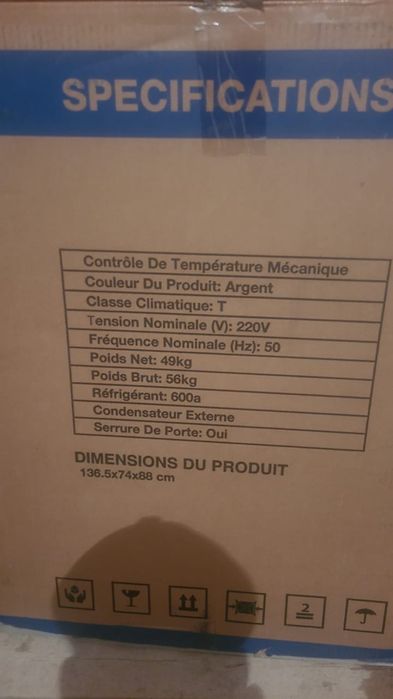 SPECIFICATIONS
Contrôle De Température Mécanique
Couleur Du Produit: Argent
Classe Climatique: T
Tension Nominale (V): 220V
Fréquence Nominale (Hz): 50
Poids Net: 49kg
Poids Brut: 56kg
Réfrigérant: 600a
Condensateur Externe
Serrure De Porte: Oui
DIMENSIONS DU PRODUIT
136.5x74x88 cm
2